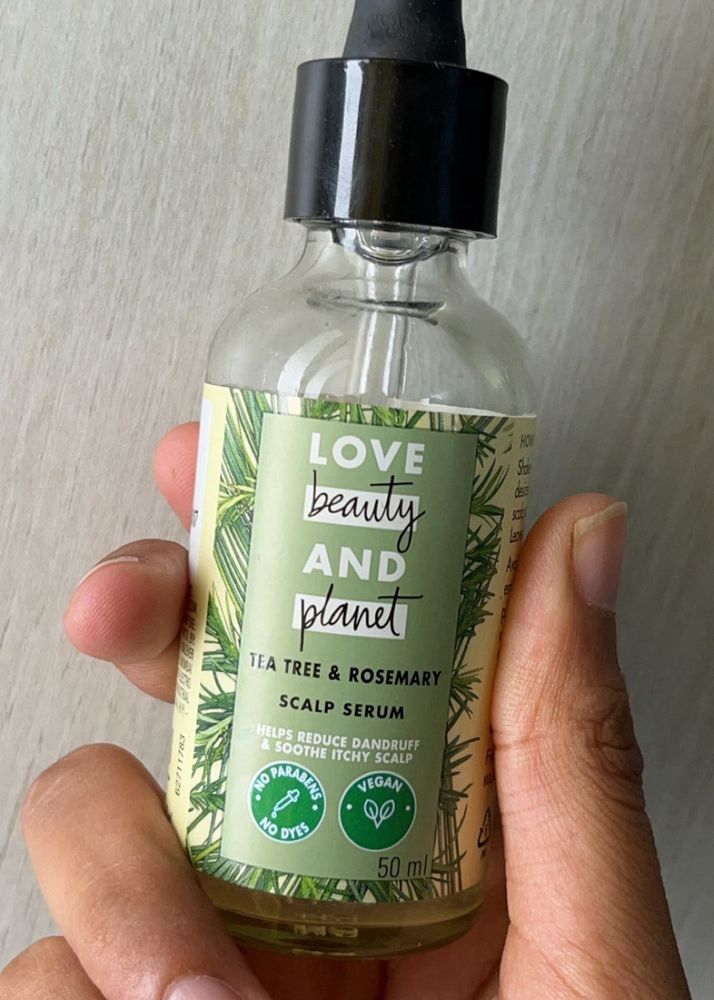 LOVE
beauty
AND
planet
TEA TREE & ROSEMARY
SCALP SERUM
HELPS REDUCE DANDRUFF
& SOOTHE ITCHY SCALP
NO PARABENS
NO DYES
VEGAN
50 ml
62711783